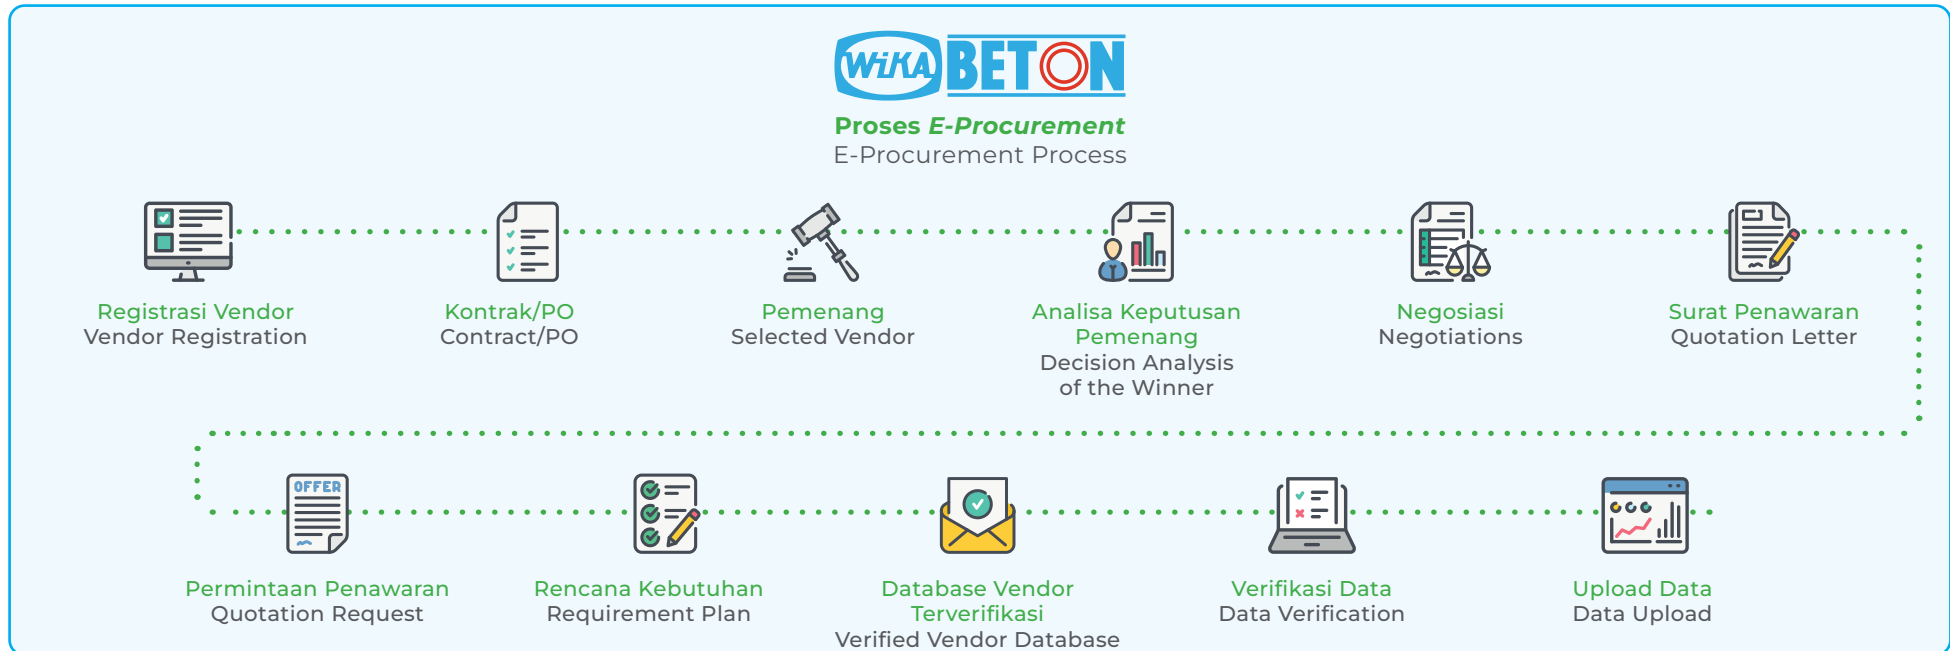 WiKA BETON
Proses E-Procurement
E-Procurement Process
Registrasi Vendor
Vendor Registration
Kontrak/PO
Contract/PO
Pemenang
Selected Vendor
Analisa Keputusan
Pemenang
Decision Analysis
of the Winner
Negosiasi
Negotiations
Surat Penawaran
Quotation Letter
OFFER
Permintaan Penawaran
Quotation Request
Rencana Kebutuhan
Requirement Plan
Database Vendor
Terverifikasi
Verified Vendor Database
Verifikasi Data
Data Verification
Upload Data
Data Upload